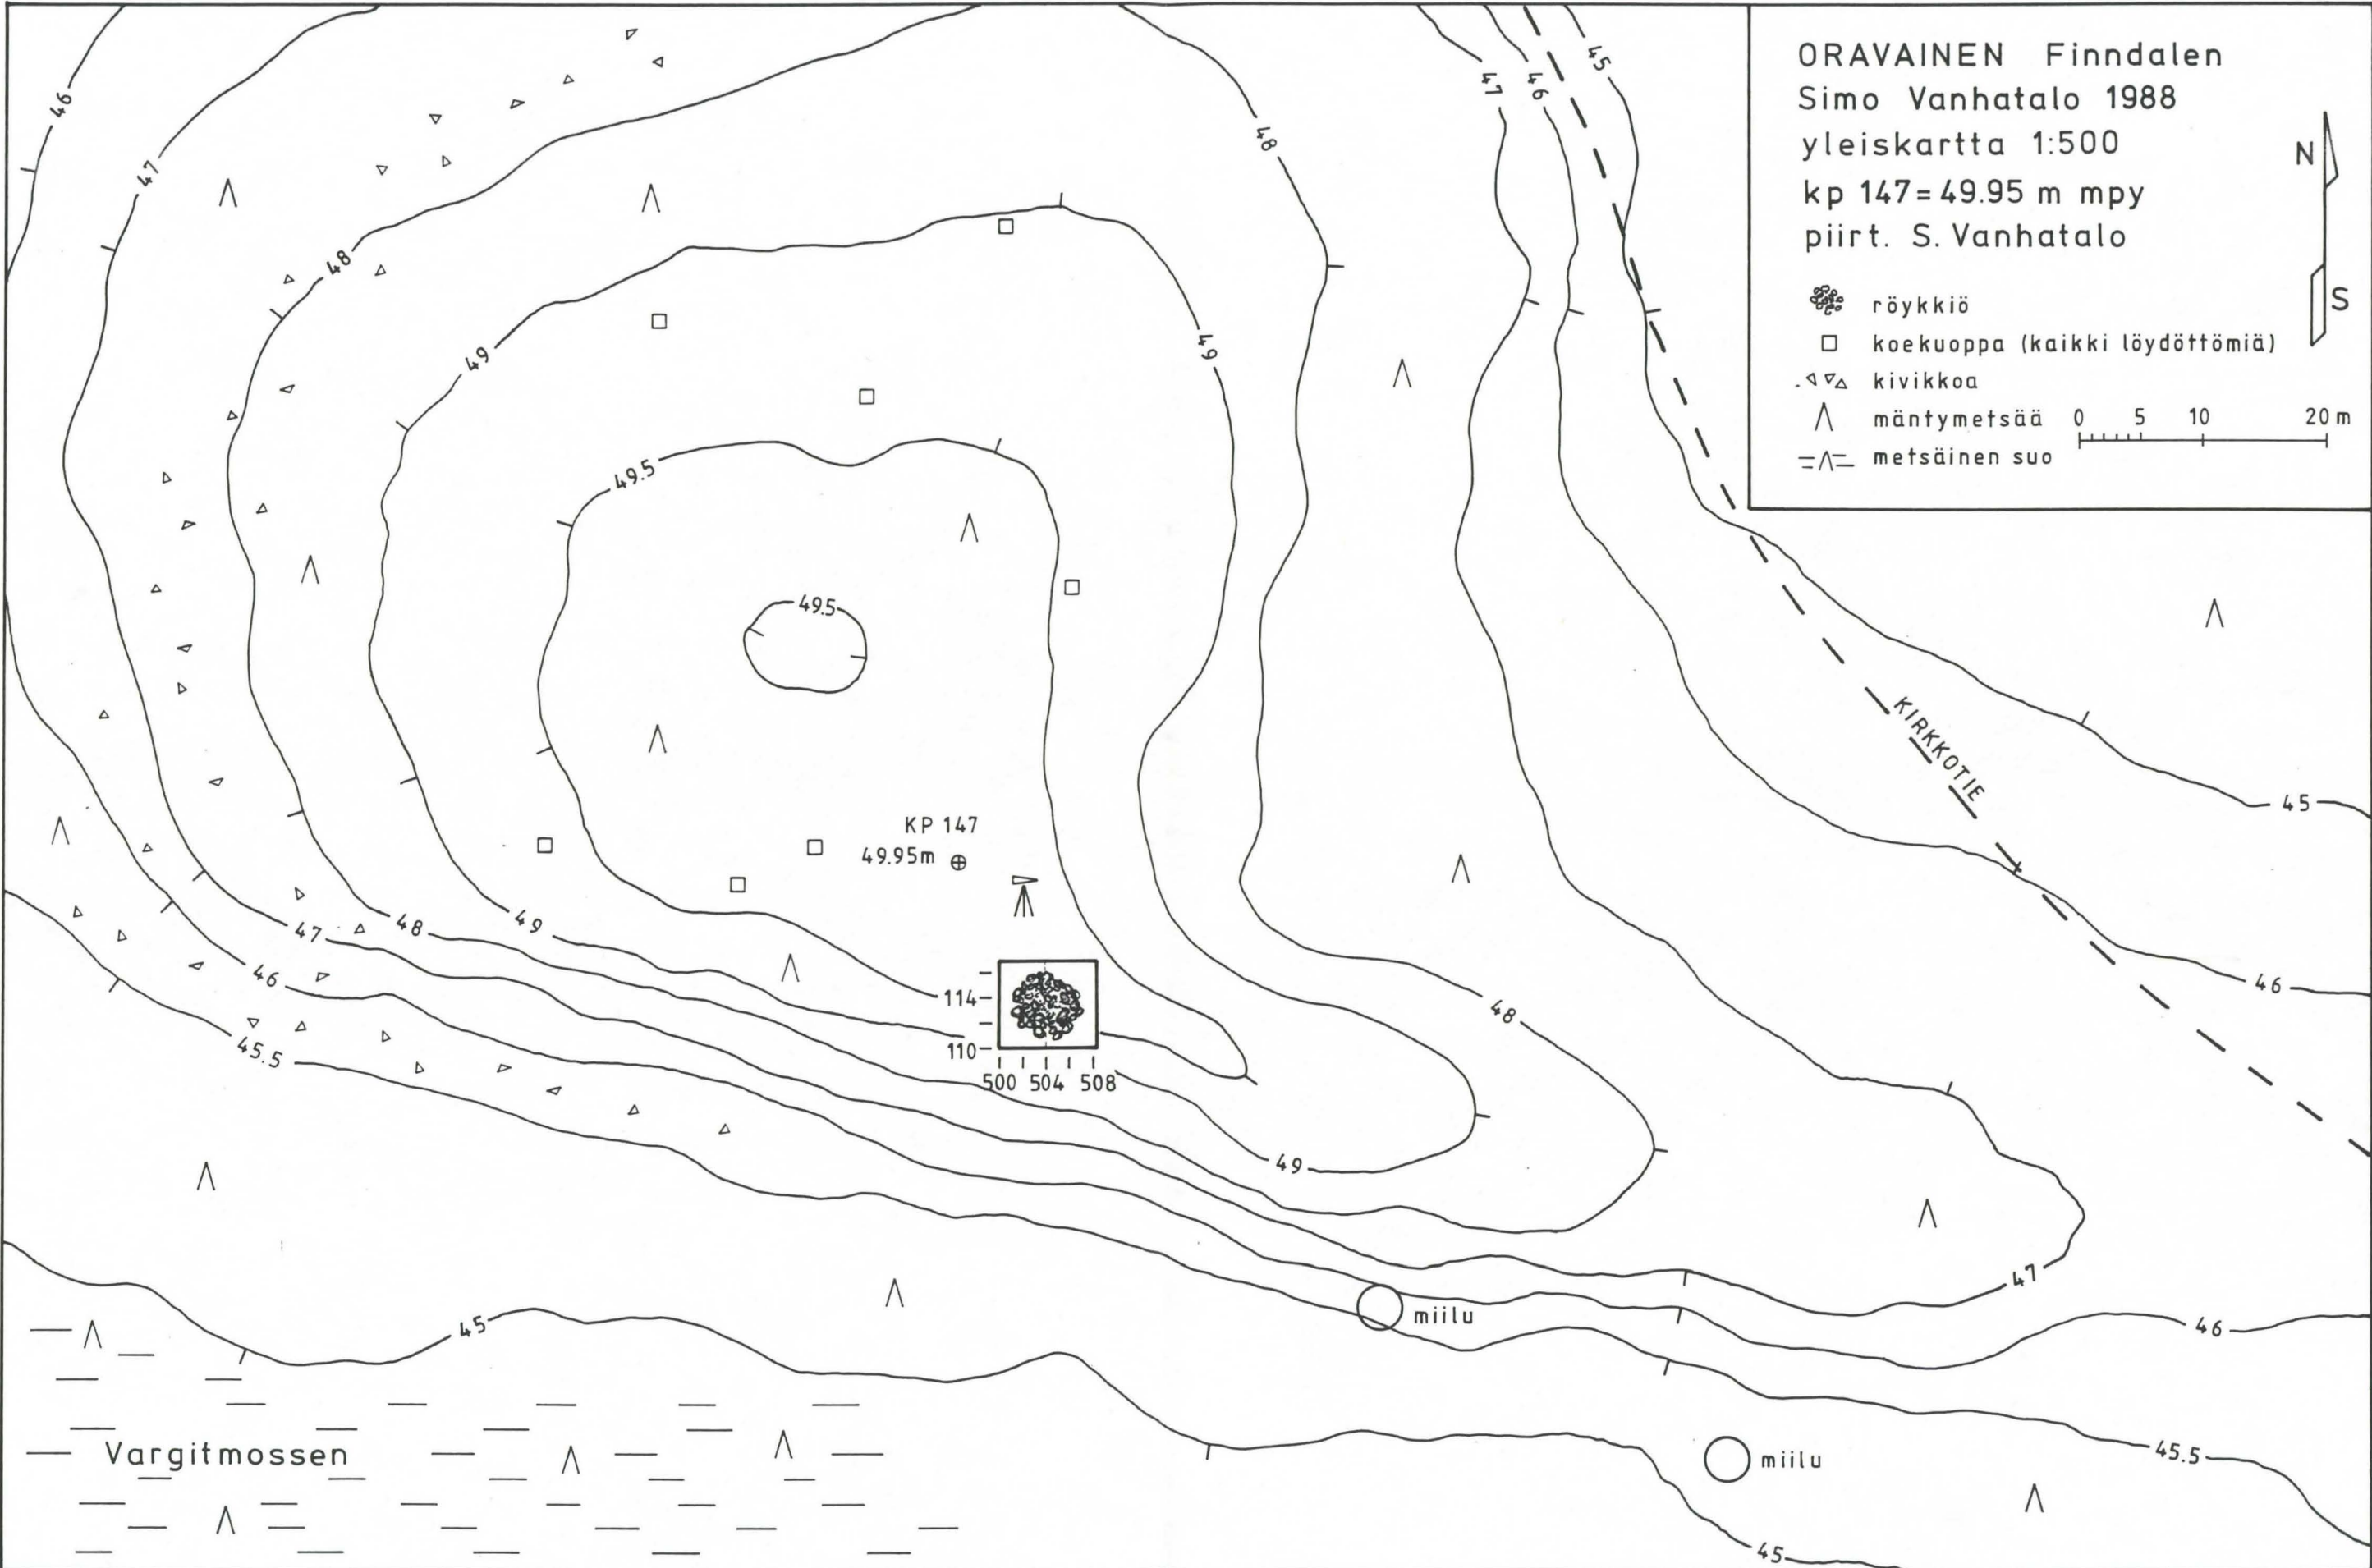 ORAVAINEN Finndalen
Simo Vanhatalo 1988
yleiskartta 1:500
kp 147=49.95 m mpy
piirt. S. Vanhatalo
N
S
röykkiö
koekuoppa (kaikki löydöttömiä)
kivikkoa
mäntymetsää
metsäinen suo
0 5 10 20 m
46
47
48
49
49.5
49.5
48
49
47
46
45
KIRKKOTIE
45
46
KP 147
49.95m
47
48
49
46
45.5
114
110
500 504 508
48
49
47
46
miilu
45
45.5
miilu
45
Vargitmossen